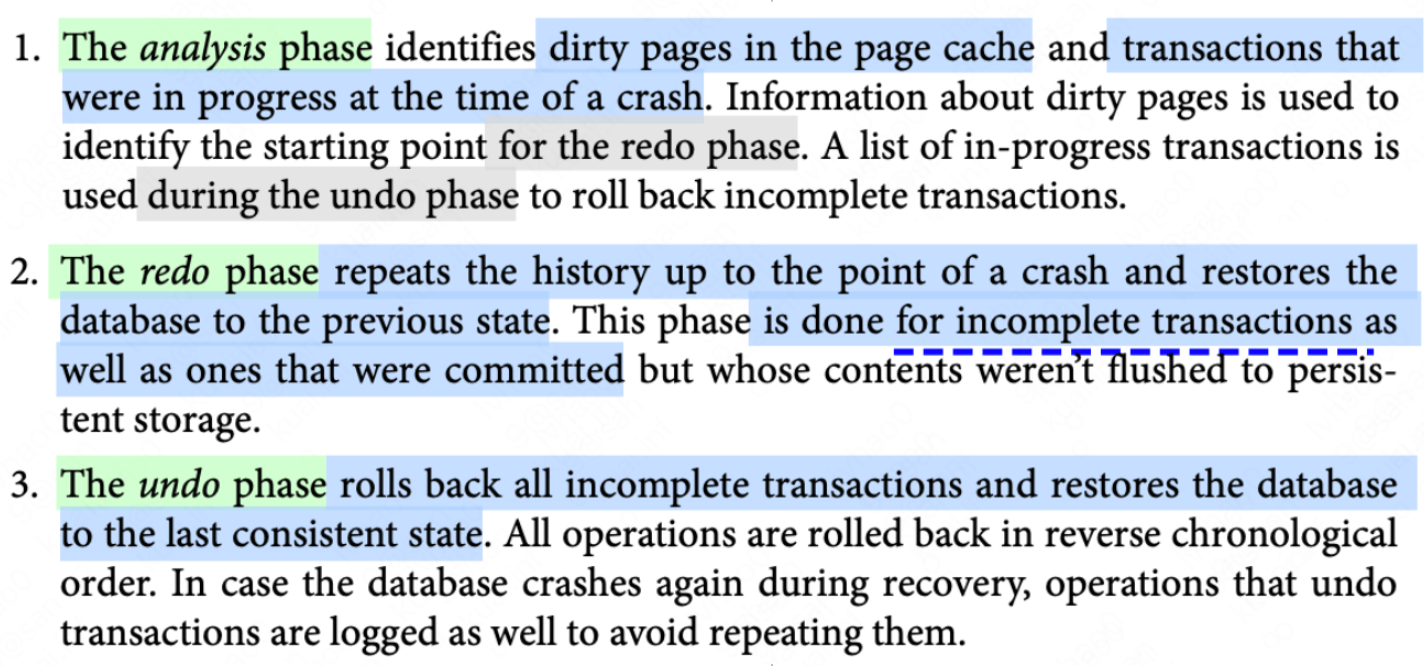 1. The analysis phase identifies dirty pages in the page cache and transactions that
were in progress at the time of a crash. Information about dirty pages is used to
identify the starting point for the redo phase. A list of in-progress transactions is
used during the undo phase to roll back incomplete transactions.
2. The redo phase repeats the history up to the point of a crash and restores the
database to the previous state. This phase is done for incomplete transactions as
well as ones that were committed but whose contents weren’t flushed to persis-
tent storage.
3. The undo phase rolls back all incomplete transactions and restores the database
to the last consistent state. All operations are rolled back in reverse chronological
order. In case the database crashes again during recovery, operations that undo
transactions are logged as well to avoid repeating them.